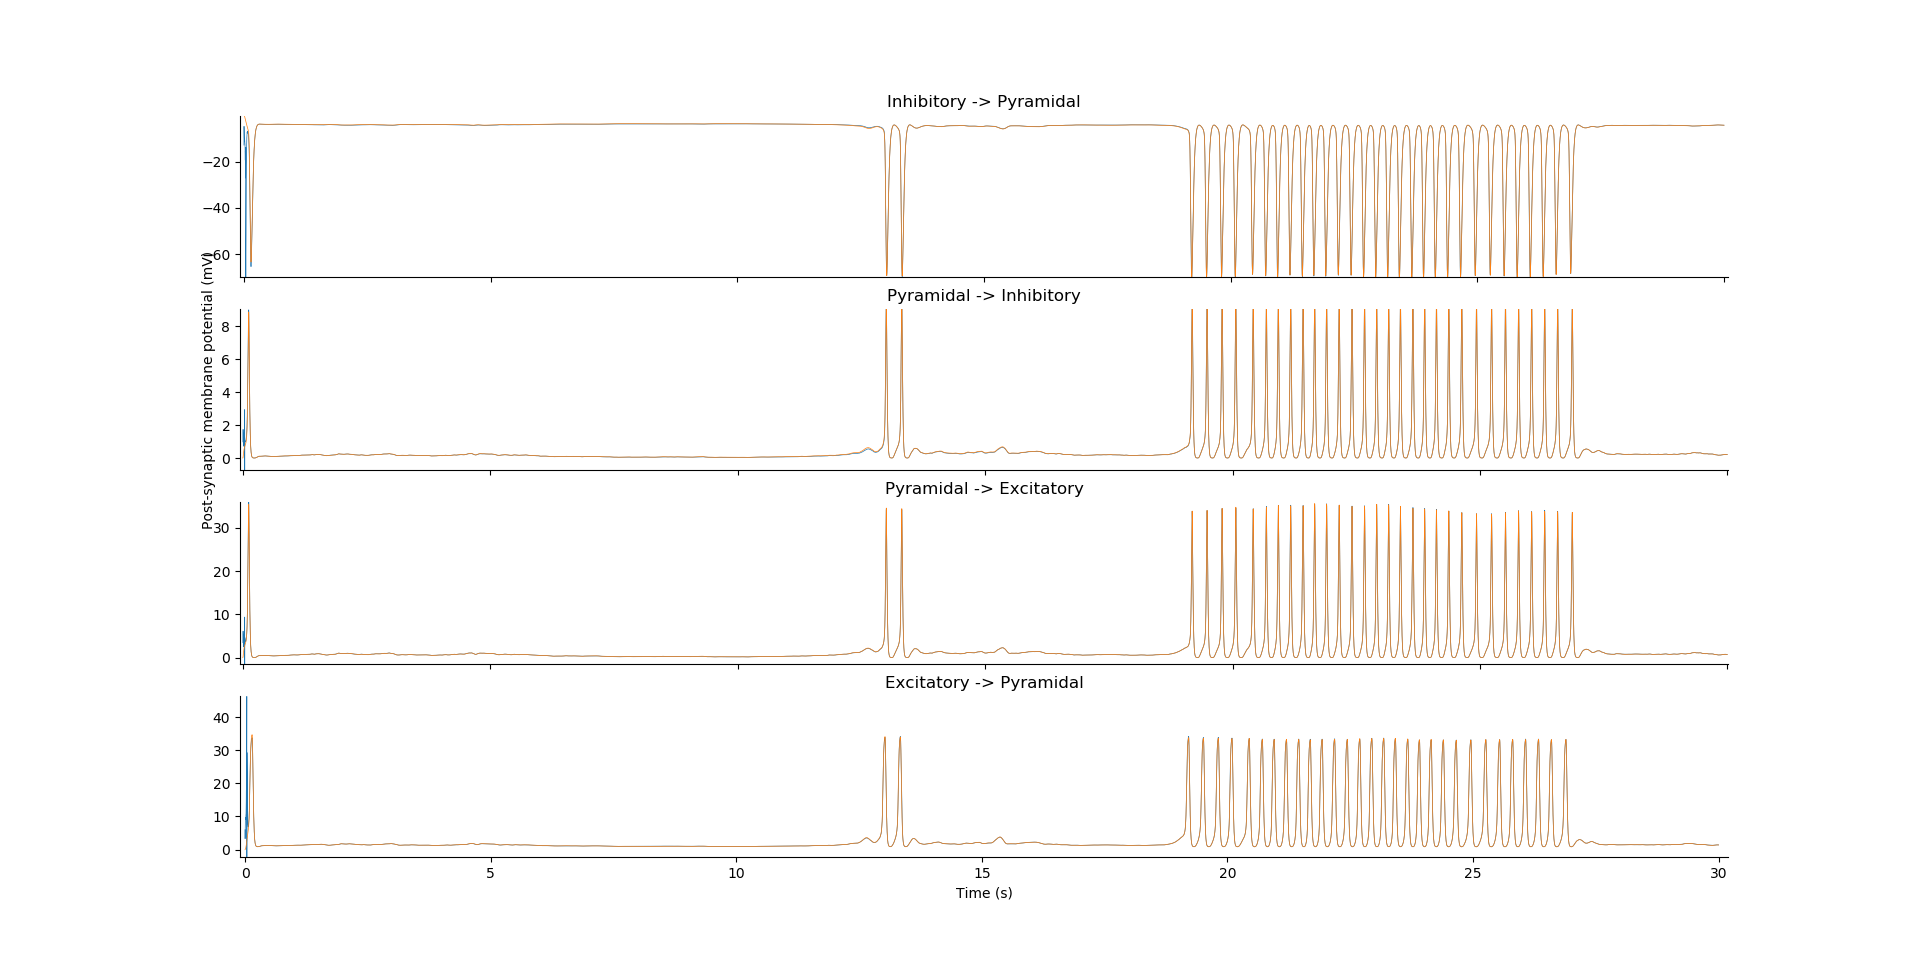 Inhibitory -> Pyramidal
−20
−40
−60
Pyramidal -> Inhibitory
8
6
4
2
0
Post-synaptic membrane potential (mV)
Pyramidal -> Excitatory
30
20
10
0
Excitatory -> Pyramidal
40
30
20
10
0
0 5 10 15 20 25 30
Time (s)